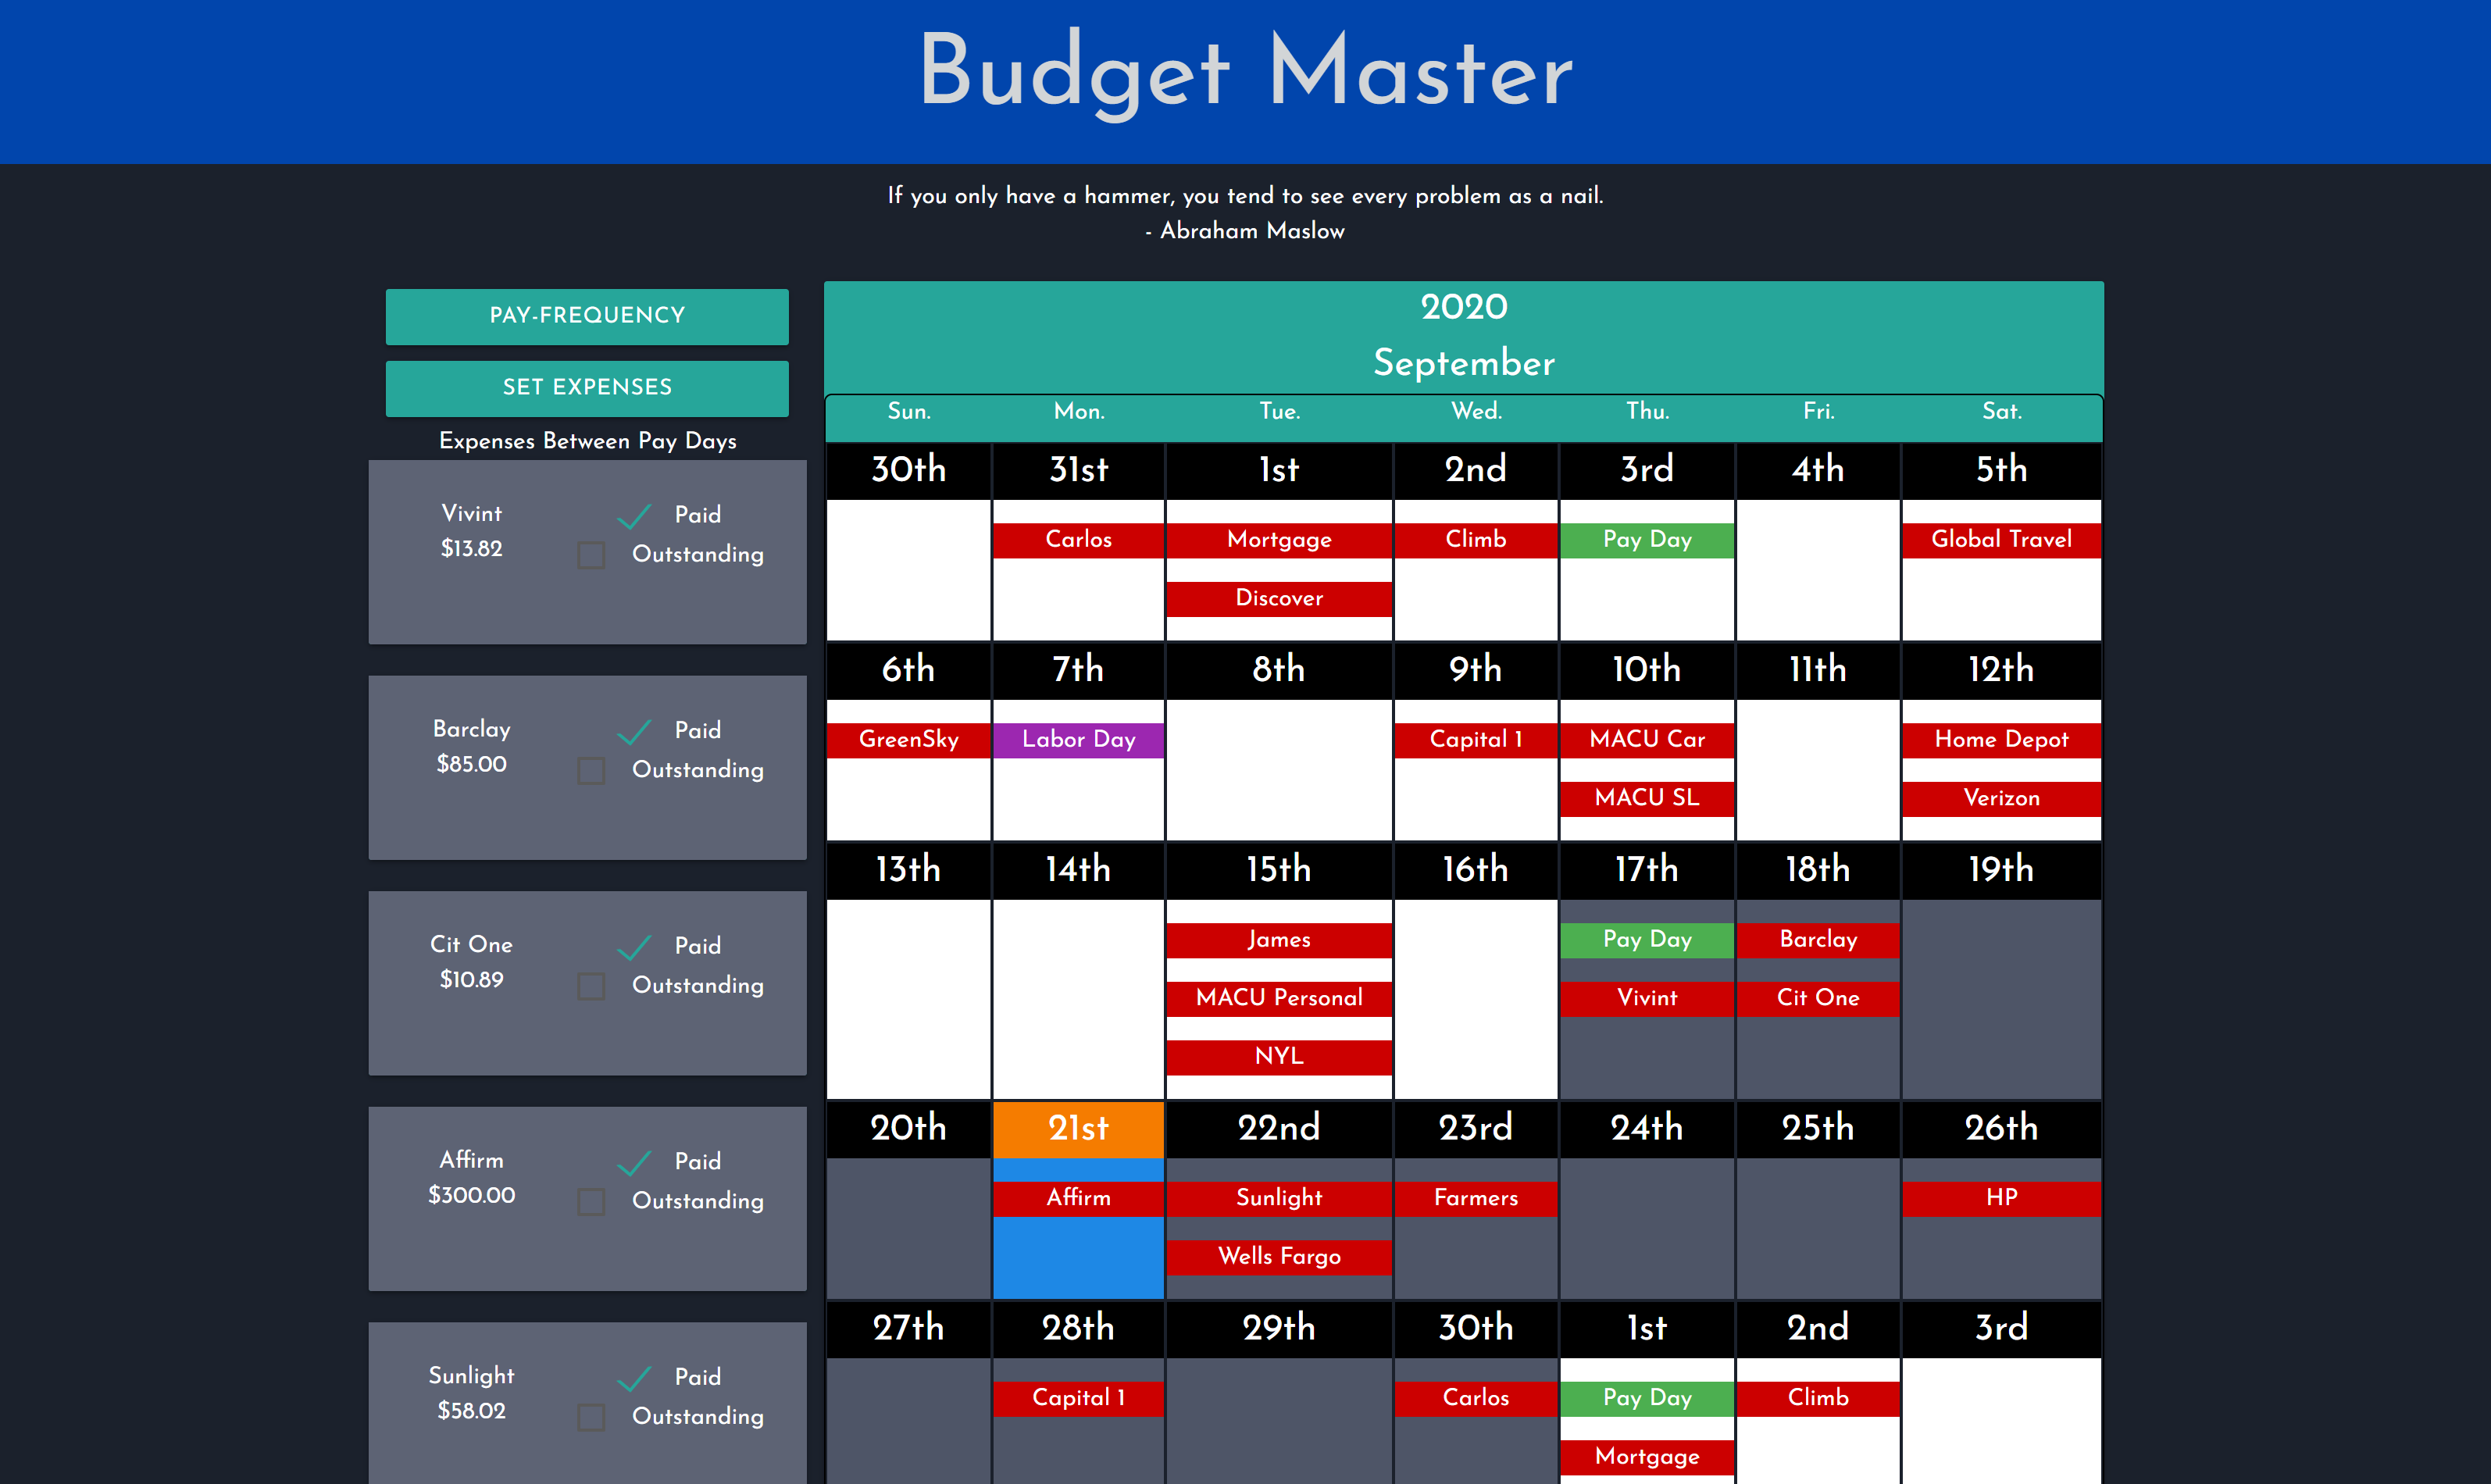 Budget Master
If you only have a hammer, you tend to see every problem as a nail.
- Abraham Maslow
PAY-FREQUENCY
SET EXPENSES
Expenses Between Pay Days
Vivint
$13.82
Paid
Outstanding
Barclay
$85.00
Paid
Outstanding
Cit One
$10.89
Paid
Outstanding
Affirm
$300.00
Paid
Outstanding
Sunlight
$58.02
Paid
Outstanding
2020
September
Sun. Mon. Tue. Wed. Thu. Fri. Sat.
30th 31st 1st 2nd 3rd 4th 5th
Carlos Mortgage Climb Pay Day Global Travel
Discover
6th 7th 8th 9th 10th 11th 12th
GreenSky Labor Day Capital 1 MACU Car Home Depot
MACU SL Verizon
13th 14th 15th 16th 17th 18th 19th
James Pay Day Barclay
MACU Personal Vivint Cit One
NYL
20th 21st 22nd 23rd 24th 25th 26th
Affirm Sunlight Farmers HP
Wells Fargo
27th 28th 29th 30th 1st 2nd 3rd
Capital 1 Carlos Pay Day Climb
Mortgage